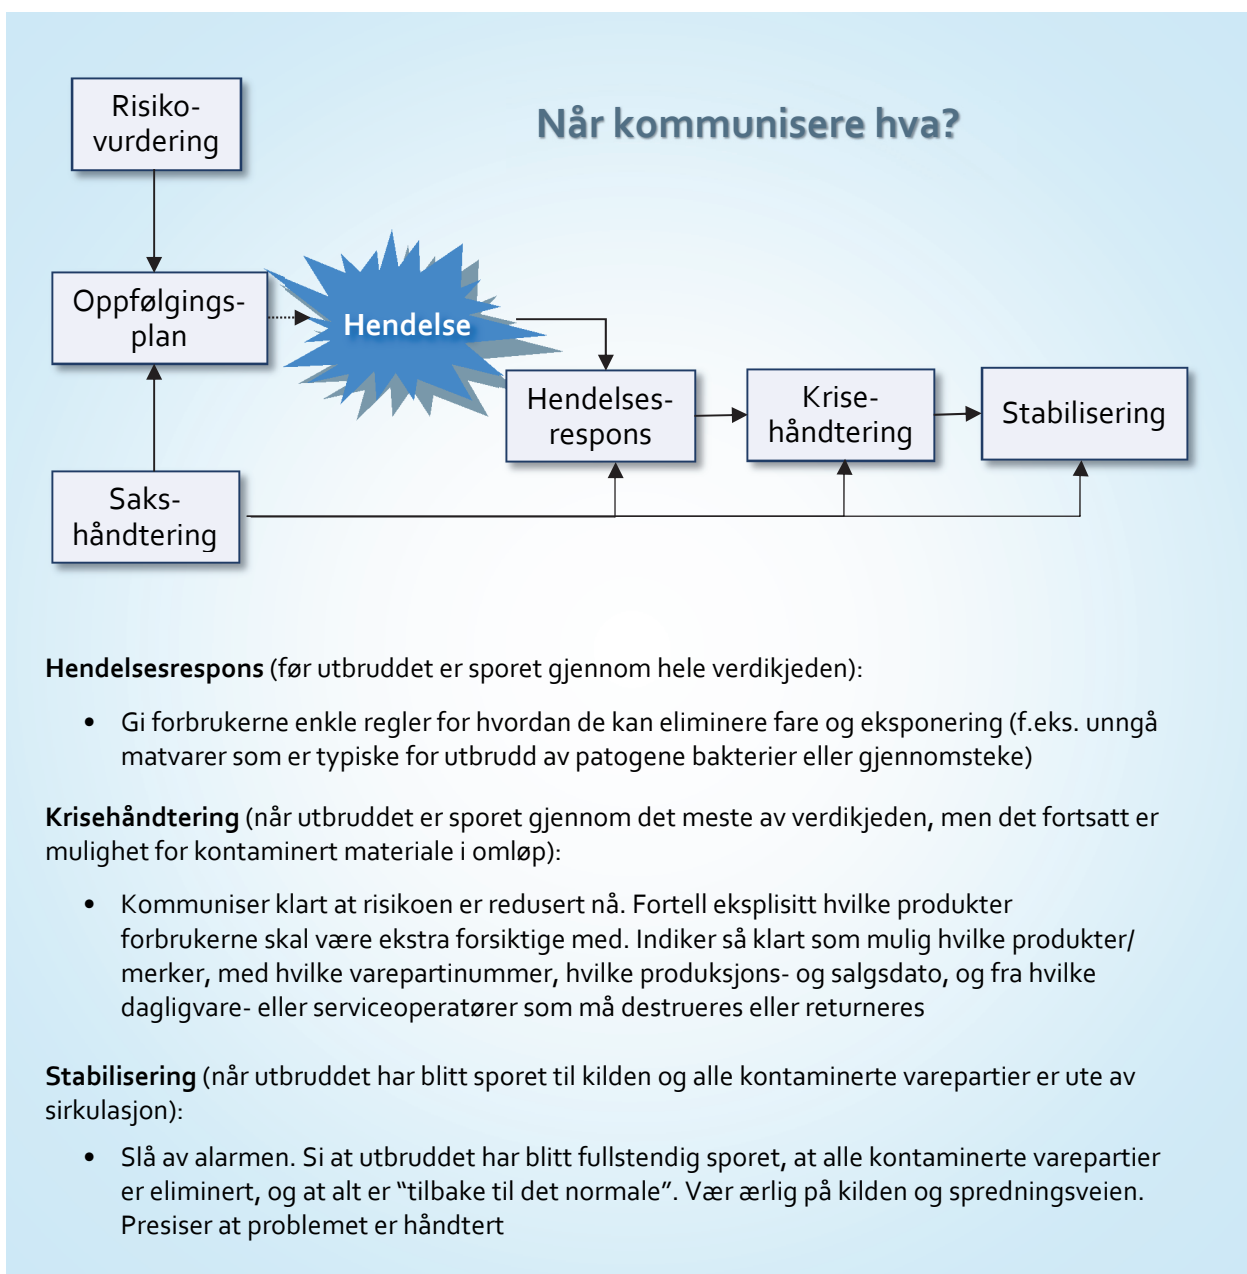 Risiko-
vurdering
Når kommunisere hva?
Oppfølgings-
plan
Hendelse
Hendelses-
respons
Krise-
håndtering
Stabilisering
Saks-
håndtering
Hendelsesrespons (før utbruddet er sporet gjennom hele verdikjeden):
• Gi forbrukerne enkle regler for hvordan de kan eliminere fare og eksponering (f.eks. unngå
matvarer som er typiske for utbrudd av patogene bakterier eller gjennomsteke)
Krisehåndtering (når utbruddet er sporet gjennom det meste av verdikjeden, men det fortsatt er
mulighet for kontaminert materiale i omløp):
• Kommuniser klart at risikoen er redusert nå. Fortell eksplisitt hvilke produkter
forbrukerne skal være ekstra forsiktige med. Indiker så klart som mulig hvilke produkter/
merker, med hvilke varepartinummer, hvilke produksjons- og salgsdato, og fra hvilke
dagligvare- eller serviceoperatører som må destrueres eller returneres
Stabilisering (når utbruddet har blitt sporet til kilden og alle kontaminerte varepartier er ute av
sirkulasjon):
• Slå av alarmen. Si at utbruddet har blitt fullstendig sporet, at alle kontaminerte varepartier
er eliminert, og at alt er “tilbake til det normale”. Vær ærlig på kilden og spredningsveien.
Presiser at problemet er håndtert